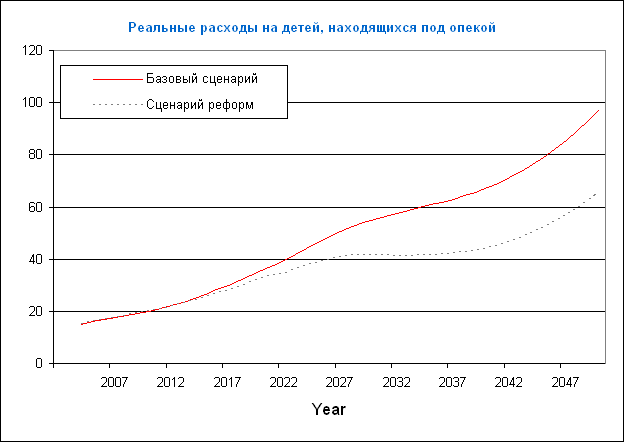 Реальные расходы на детей, находящихся под опекой
120
Базовый сценарий
100
Сценарий реформ
80
60
40
20
0
2007 2012 2017 2022 2027 2032 2037 2042 2047
Year